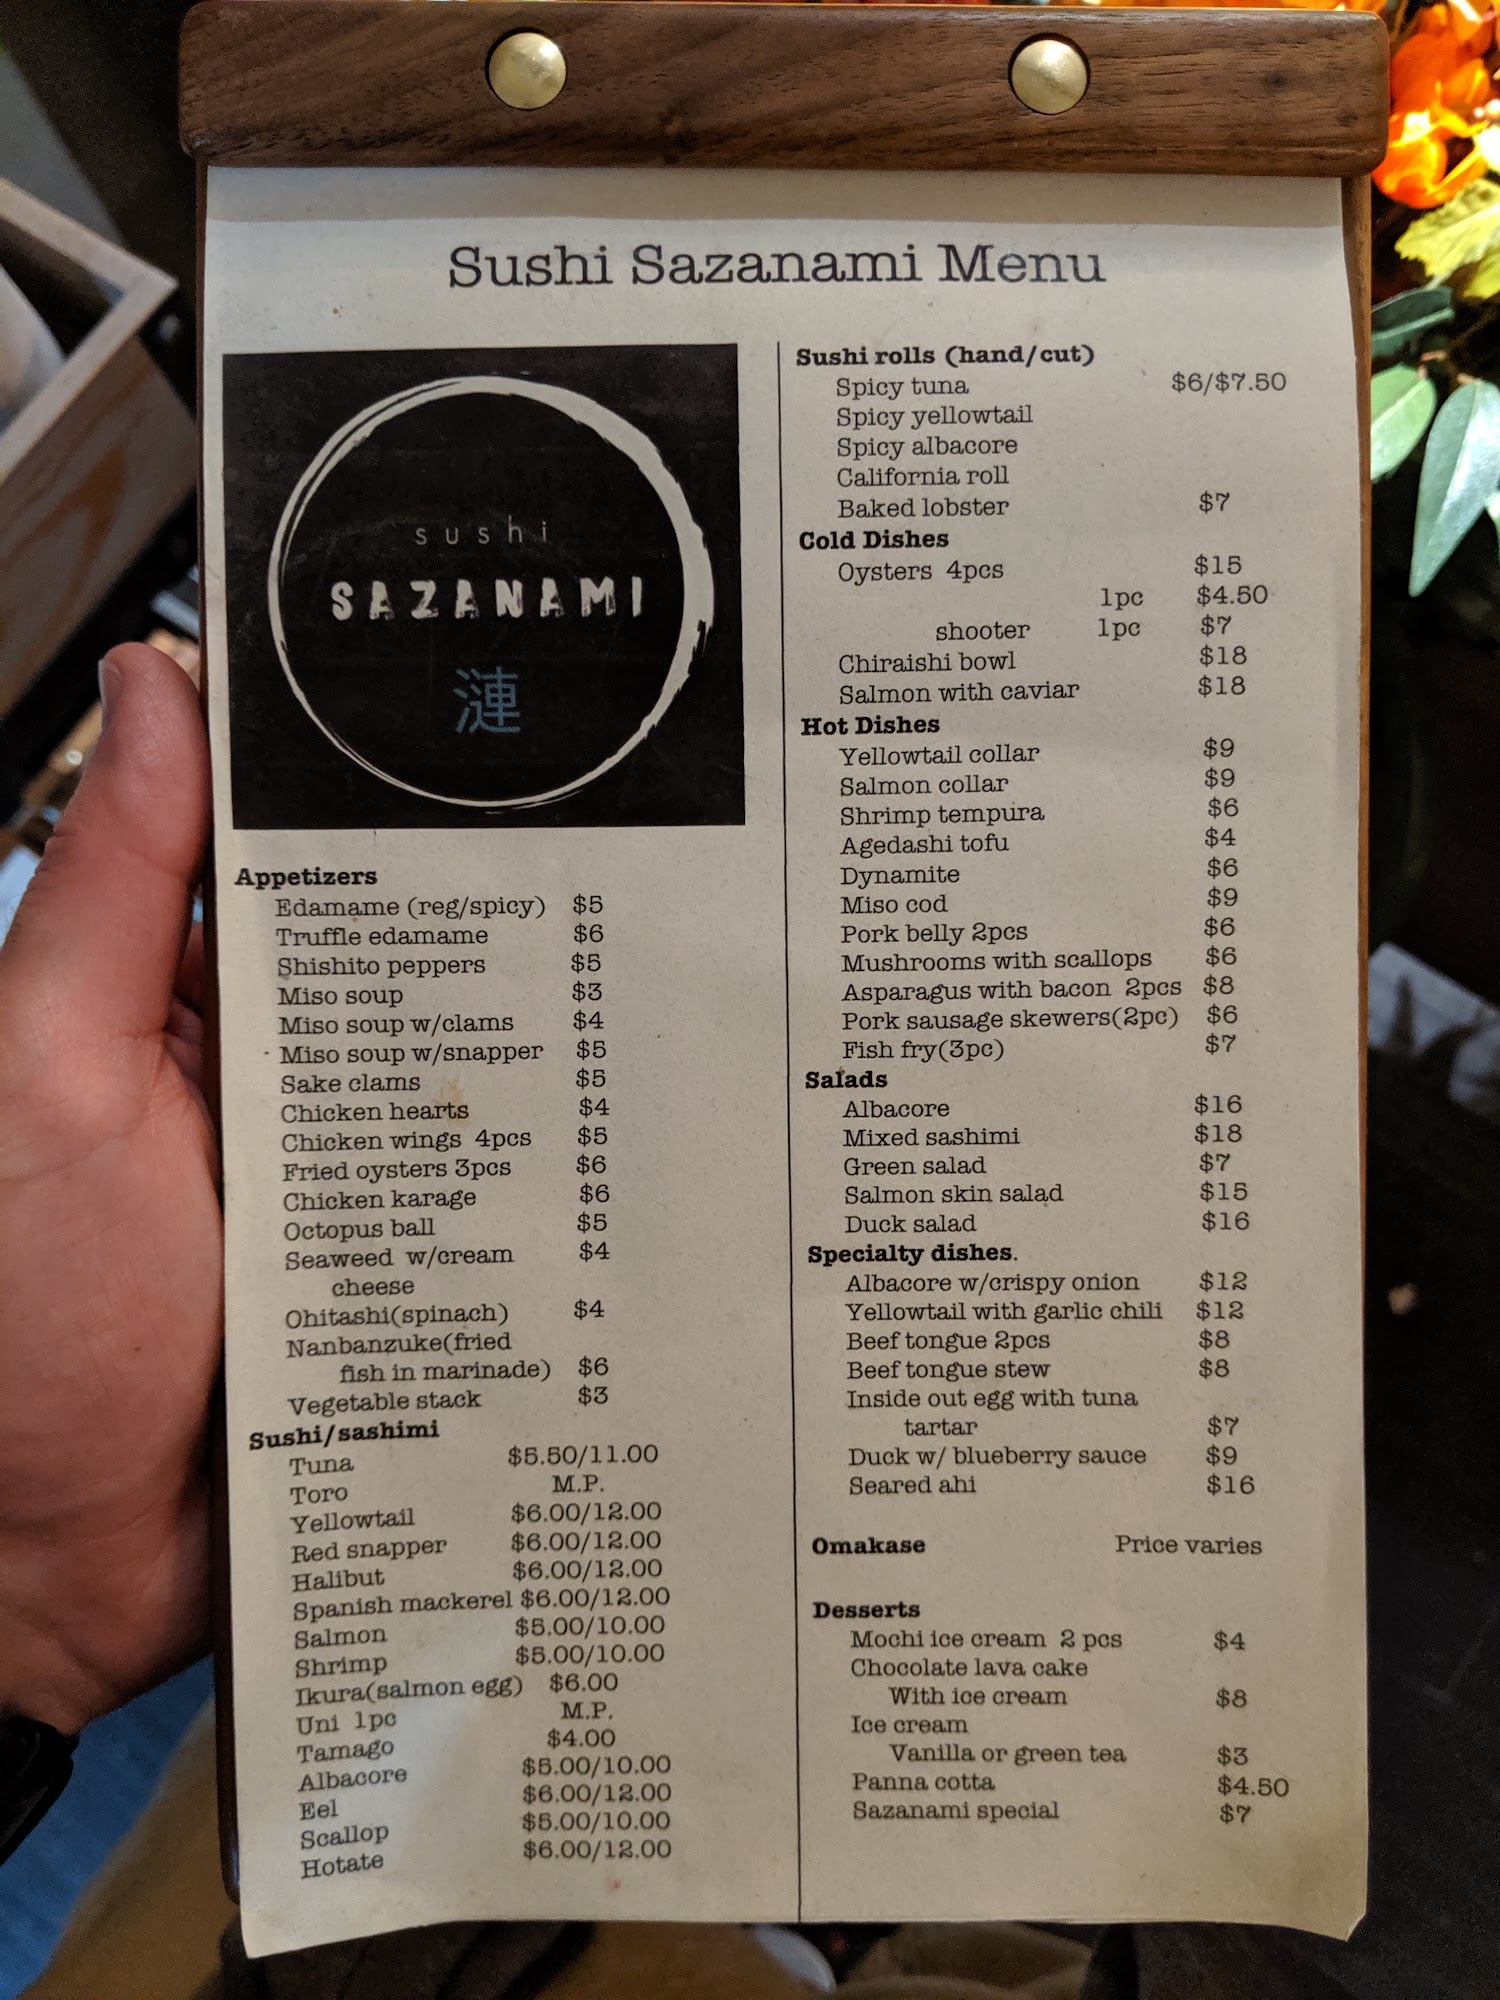 Sushi Sazanami Menu
sushi
SAZANAMI
漣
Appetizers
Edamame (reg/spicy) $5
Truffle edamame $6
Shishito peppers $5
Miso soup $3
Miso soup w/clams $4
Miso soup w/snapper $5
Sake clams $5
Chicken hearts $4
Chicken wings 4pcs $5
Fried oysters 3pcs $6
Chicken karage $6
Octopus ball $5
Seaweed w/cream $4
cheese
Ohitashi(spinach) $4
Nanbanzuke(fried
fish in marinade) $6
Vegetable stack $3
Sushi/sashimi
Tuna $5.50/11.00
Toro M.P.
Yellowtail $6.00/12.00
Red snapper $6.00/12.00
Halibut $6.00/12.00
Spanish mackerel $6.00/12.00
Salmon $5.00/10.00
Shrimp $5.00/10.00
Ikura(salmon egg) $6.00
Uni 1pc M.P.
Tamago $4.00
Albacore $5.00/10.00
Eel $6.00/12.00
Scallop $5.00/10.00
Hotate $6.00/12.00
Sushi rolls (hand/cut)
Spicy tuna $6/$7.50
Spicy yellowtail
Spicy albacore
California roll
Baked lobster $7
Cold Dishes
Oysters 4pcs $15
1pc $4.50
shooter 1pc $7
Chiraishi bowl $18
Salmon with caviar $18
Hot Dishes
Yellowtail collar $9
Salmon collar $9
Shrimp tempura $6
Agedashi tofu $4
Dynamite $6
Miso cod $9
Pork belly 2pcs $6
Mushrooms with scallops $6
Asparagus with bacon 2pcs $8
Pork sausage skewers(2pc) $6
Fish fry(3pc) $7
Salads
Albacore $16
Mixed sashimi $18
Green salad $7
Salmon skin salad $15
Duck salad $16
Specialty dishes.
Albacore w/crispy onion $12
Yellowtail with garlic chili $12
Beef tongue 2pcs $8
Beef tongue stew $8
Inside out egg with tuna
tartar $7
Duck w/ blueberry sauce $9
Seared ahi $16
Omakase Price varies
Desserts
Mochi ice cream 2 pcs $4
Chocolate lava cake
With ice cream $8
Ice cream
Vanilla or green tea $3
Panna cotta $4.50
Sazanami special $7